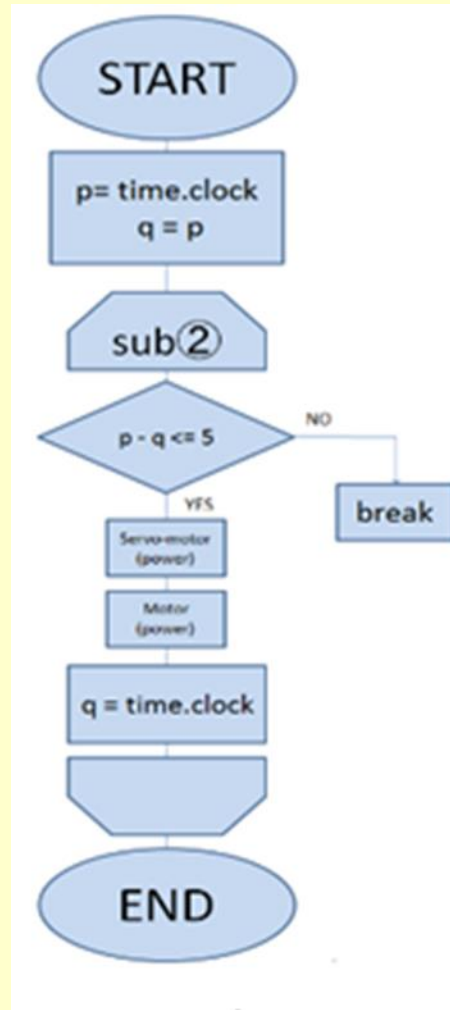 START
p= time.clock
q = p
sub②
p - q <= 5
NO
break
YES
Servo-motor
(power)
Motor
(power)
q = time.clock
END